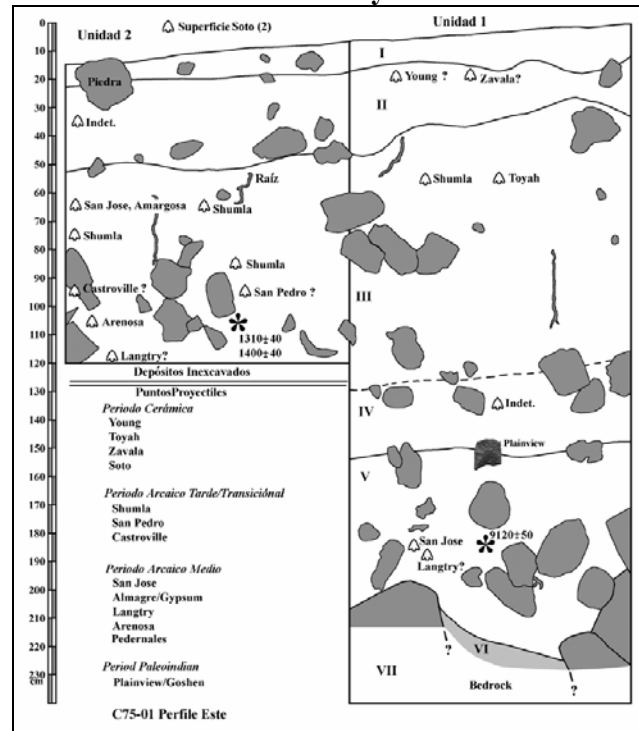 y
Unidad 1
Superficie Soto (2)
Unidad 2
0
10
20
30
40
50
60
70
80
90
100
110
120
130
140
150
160
170
180
190
200
210
220
230
cm
I
Young ?
Zavala?
Piedra
II
Indet.
Raíz
Shumla
Toyah
San Jose, Amargosa
Shumla
Shumla
Shumla
Castroville ?
San Pedro ?
III
Arenosa
1310±40
1400±40
Langtry?
Depósitos Inexcavados
PuntosProyectiles
Periodo Cerámica
Young
Toyah
Zavala
Soto
Periodo Arcaico Tarde/Transiciónal
Shumla
San Pedro
Castroville
Periodo Arcaico Medio
San Jose
Almagre/Gypsum
Langtry
Arenosa
Pedernales
Period Paleoindian
Plainview/Goshen
C75-01 Perfile Este
IV
Indet.
Plainview
V
San Jose
9120±50
Langtry?
VI
VII
?
?
Bedrock